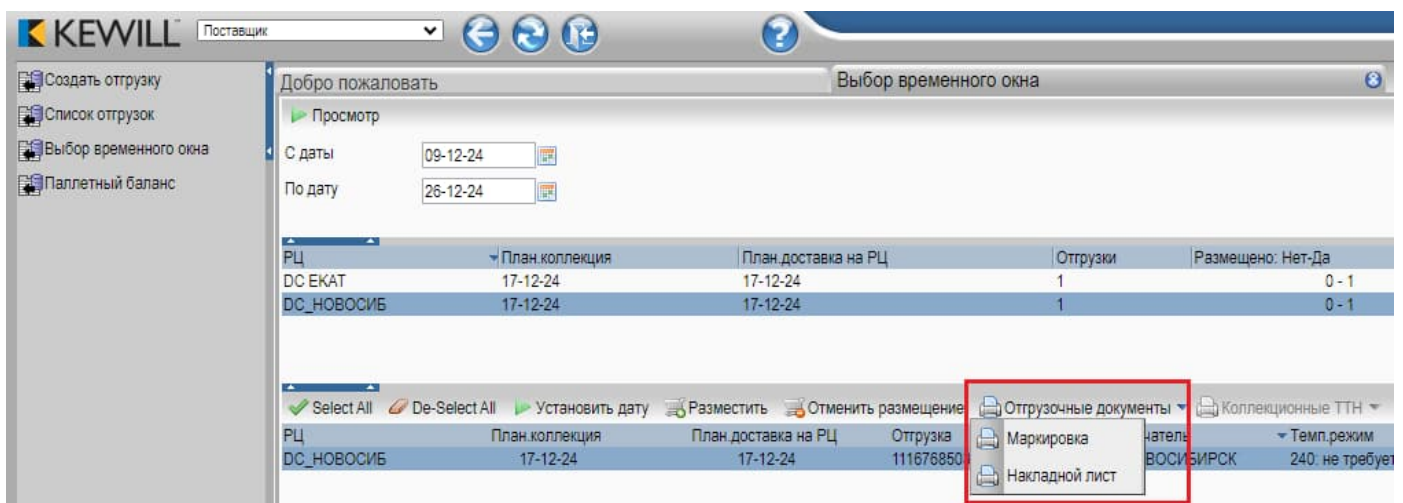 KEWILL Поставщик ?
Создать отгрузку
Список отгрузок
Выбор временного окна
Паллетный баланс
Добро пожаловать Выбор временного окна
Просмотр
С даты 09-12-24
По дату 26-12-24
РЦ План.коллекция План.доставка на РЦ Отгрузки Размещено: Нет-Да
DC EKAT 17-12-24 17-12-24 1 0 - 1
DC_НОВОСИБ 17-12-24 17-12-24 1 0 - 1
Select All De-Select All Установить дату Разместить Отменить размещение Отгрузочные документы Коллекционные ТТН
РЦ План.коллекция План.доставка на РЦ Отгрузка чатель Темп.режим
DC_НОВОСИБ 17-12-24 17-12-24 111676850 ВОСИБИРСК 240: не требует
Маркировка
Накладной лист